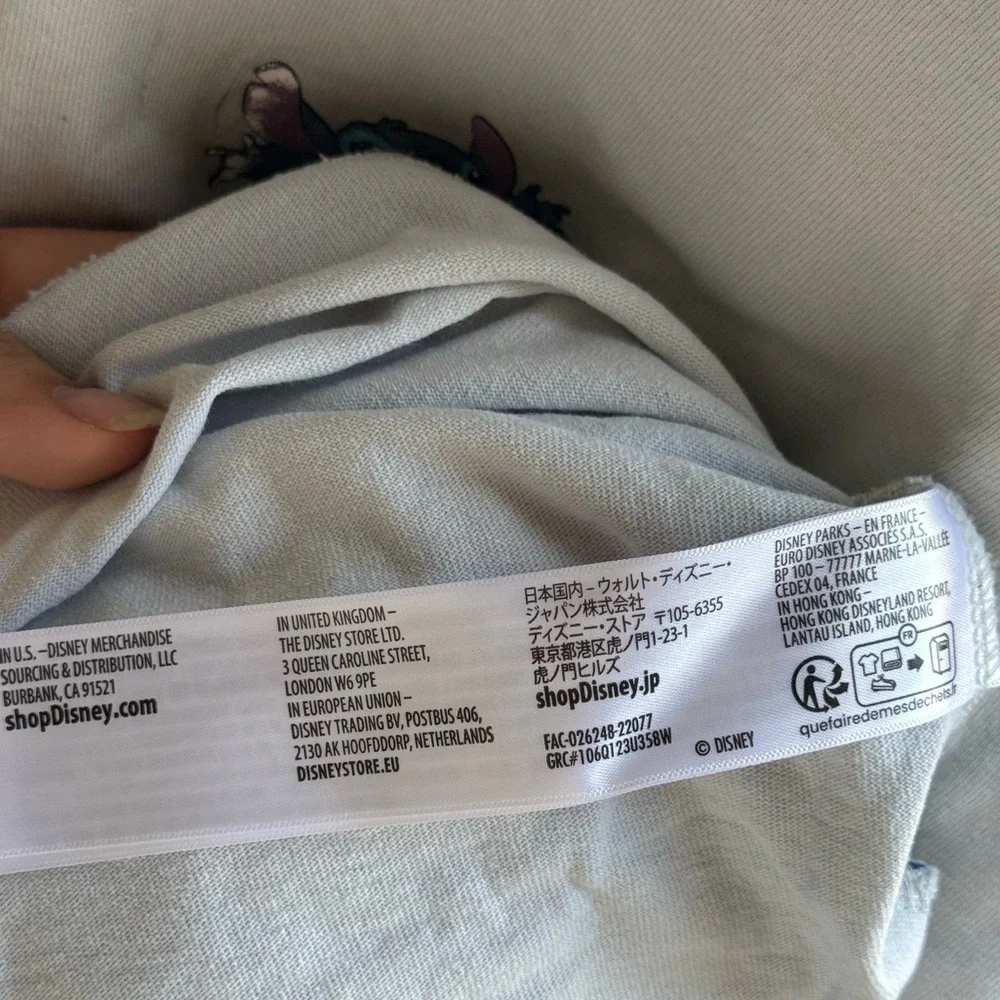 IN U.S. –DISNEY MERCHANDISE
SOURCING & DISTRIBUTION, LLC
BURBANK, CA 91521
shopDisney.com
IN UNITED KINGDOM –
THE DISNEY STORE LTD.
3 QUEEN CAROLINE STREET,
LONDON W6 9PE
IN EUROPEAN UNION –
DISNEY TRADING BV, POSTBUS 406,
2130 AK HOOFDDORP, NETHERLANDS
DISNEYSTORE.EU
日本国内 – ウォルト・ディズニー・
ジャパン株式会社
ディズニー・ストア 〒105-6355
東京都港区虎ノ門1-23-1
虎ノ門ヒルズ
shopDisney.jp
FAC-026248-22077
GRC#106Q123U358W
© DISNEY
DISNEY PARKS – EN FRANCE –
EURO DISNEY ASSOCIÉS S.A.S.
BP 100 – 77777 MARNE-LA-VALLÉE
CEDEX 04, FRANCE
IN HONG KONG –
HONG KONG DISNEYLAND RESORT,
LANTAU ISLAND, HONG KONG
FR
quefairedemesdechets.fr